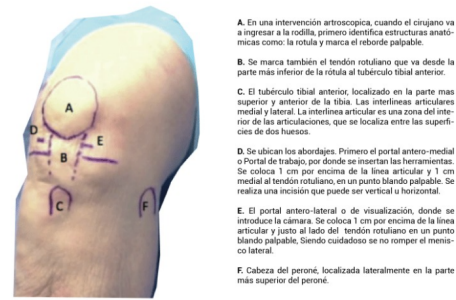 A
D
E
B
C
F
A. En una intervención artroscopica, cuando el cirujano va
a ingresar a la rodilla, primero identifica estructuras anató-
micas como: la rotula y marca el reborde palpable.
B. Se marca también el tendón rotuliano que va desde la
parte más inferior de la rótula al tubérculo tibial anterior.
C. El tubérculo tibial anterior, localizado en la parte mas
superior y anterior de la tibia. Las interlineas articulares
medial y lateral. La interlinea articular es una zona del inte-
rior de las articulaciones, que se localiza entre las superfi-
cies de dos huesos.
D. Se ubican los abordajes. Primero el portal antero-medial
o Portal de trabajo, por donde se insertan las herramientas.
Se coloca 1 cm por encima de la línea articular y 1 cm
medial al tendón rotuliano, en un punto blando palpable. Se
realiza una incisión que puede ser vertical u horizontal.
E. El portal antero-lateral o de visualización, donde se
introduce la cámara. Se coloca 1 cm por encima de la línea
articular y justo al lado del tendón rotuliano en un punto
blando palpable, Siendo cuidadoso se no romper el menis-
co lateral.
F. Cabeza del peroné, localizada lateralmente en la parte
más superior del peroné.